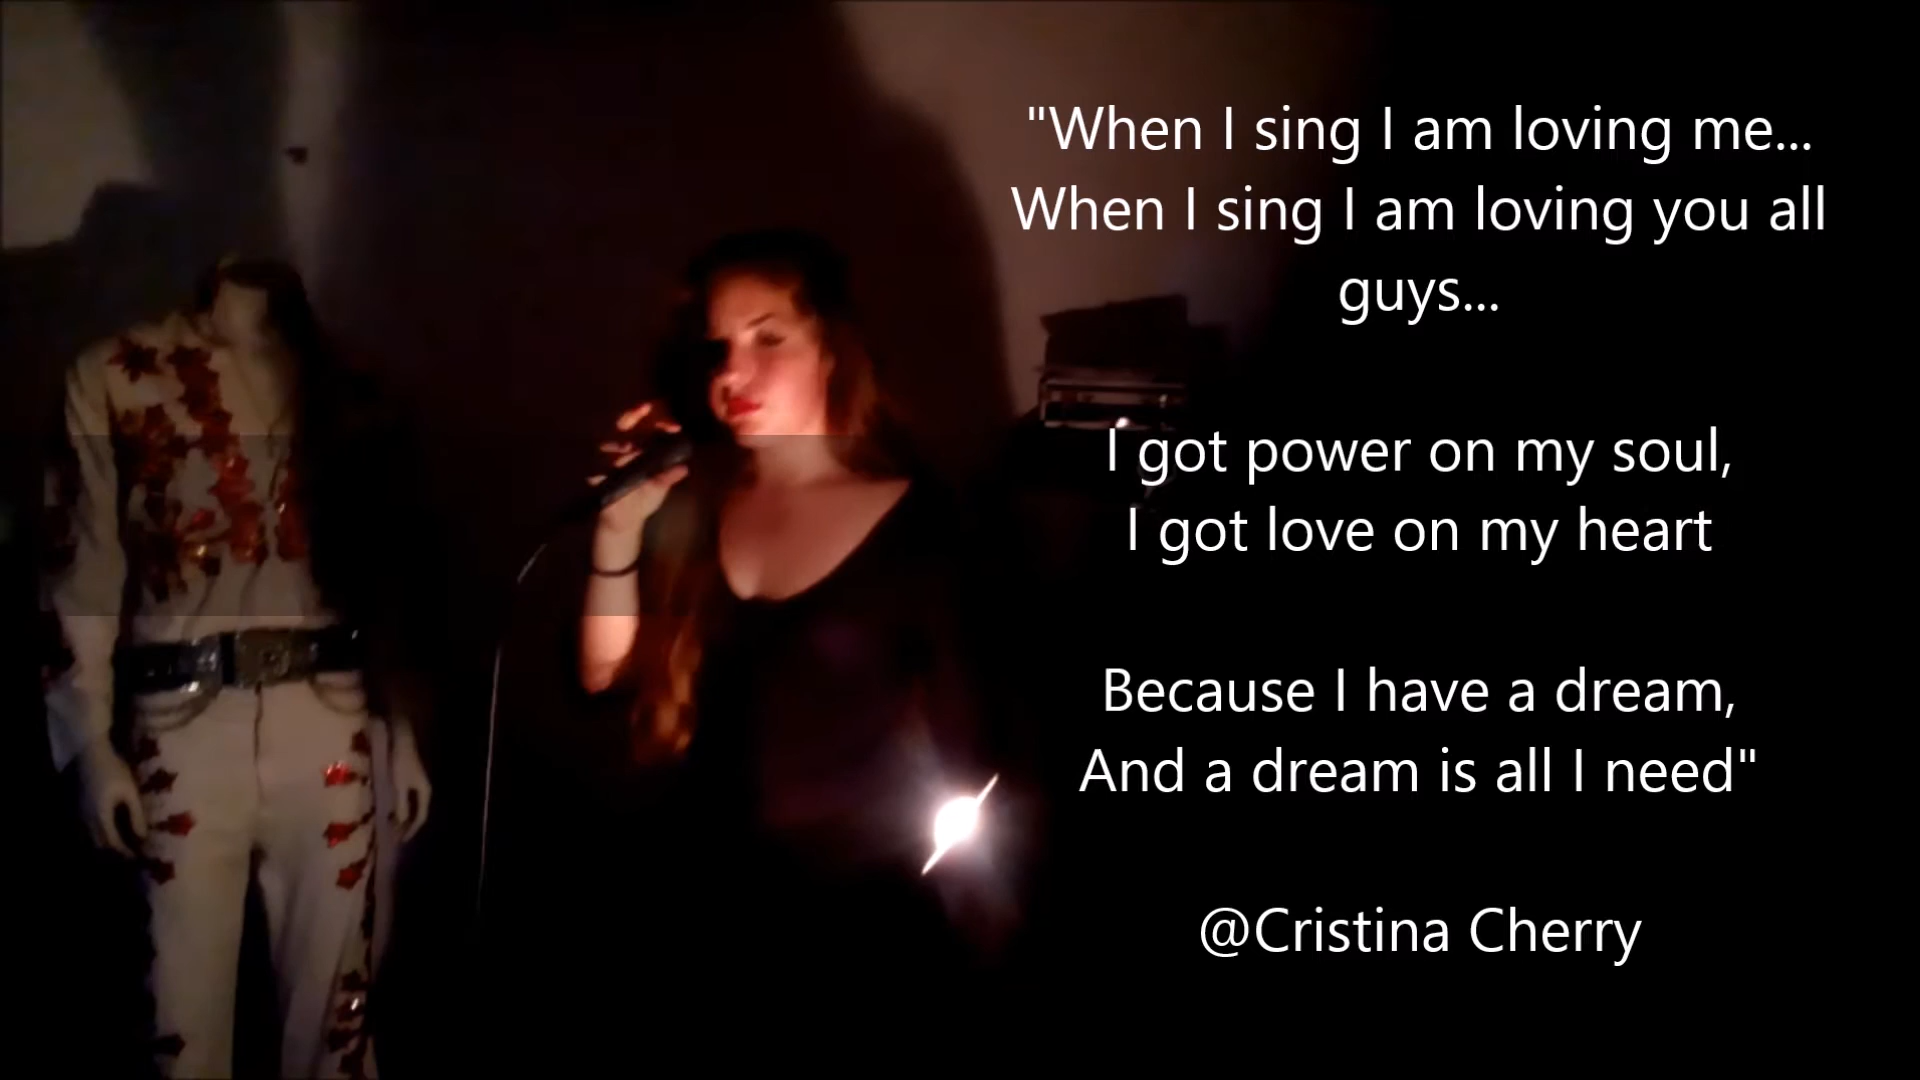 "When I sing I am loving me...
When I sing I am loving you all
guys...
I got power on my soul,
I got love on my heart
Because I have a dream,
And a dream is all I need"
@Cristina Cherry